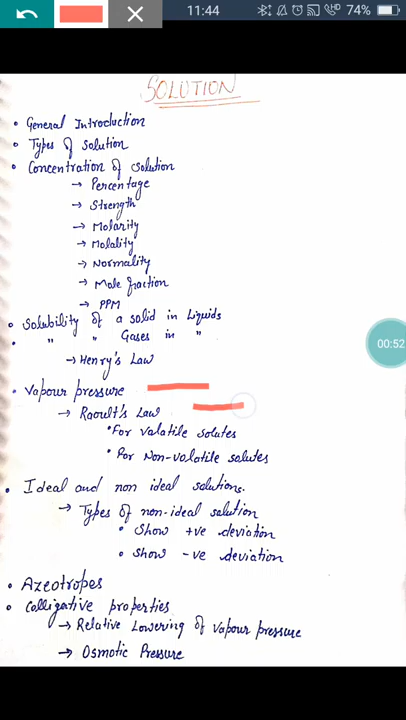 11:44
HD
74%
SOLUTION
• General Introduction
• Types of solution
• Concentration of solution
→ Percentage
→ Strength
→ Molarity
→ Molality
→ Normality
→ Mole fraction
→ PPM
• Solubility of a solid in Liquids
• " " Gases in "
→ Henry's Law
00:52
• Vapour pressure
→ Raoult's Law
• For Valatile solutes
• For Non-volatile solutes
• Ideal and non ideal solutions.
→ Types of non-ideal solution
• Show +ve deviation
• Show -ve deviation
• Azeotropes
• Colligative properties
→ Relative Lowering of vapour pressure
→ Osmotic Pressure